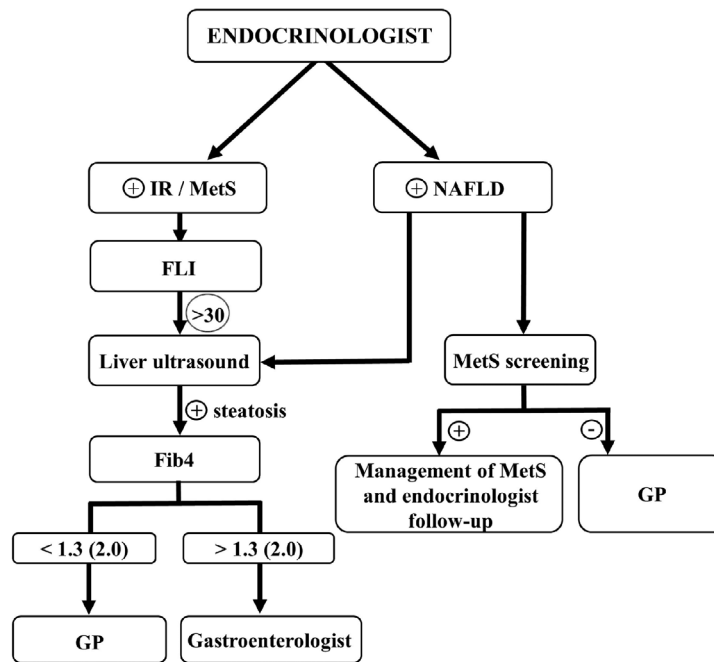 ENDOCRINOLOGIST
⊕ IR / MetS
⊕ NAFLD
FLI
>30
Liver ultrasound
MetS screening
⊕ steatosis
⊕
⊖
Fib4
Management of MetS
and endocrinologist
follow-up
GP
< 1.3 (2.0)
> 1.3 (2.0)
GP
Gastroenterologist